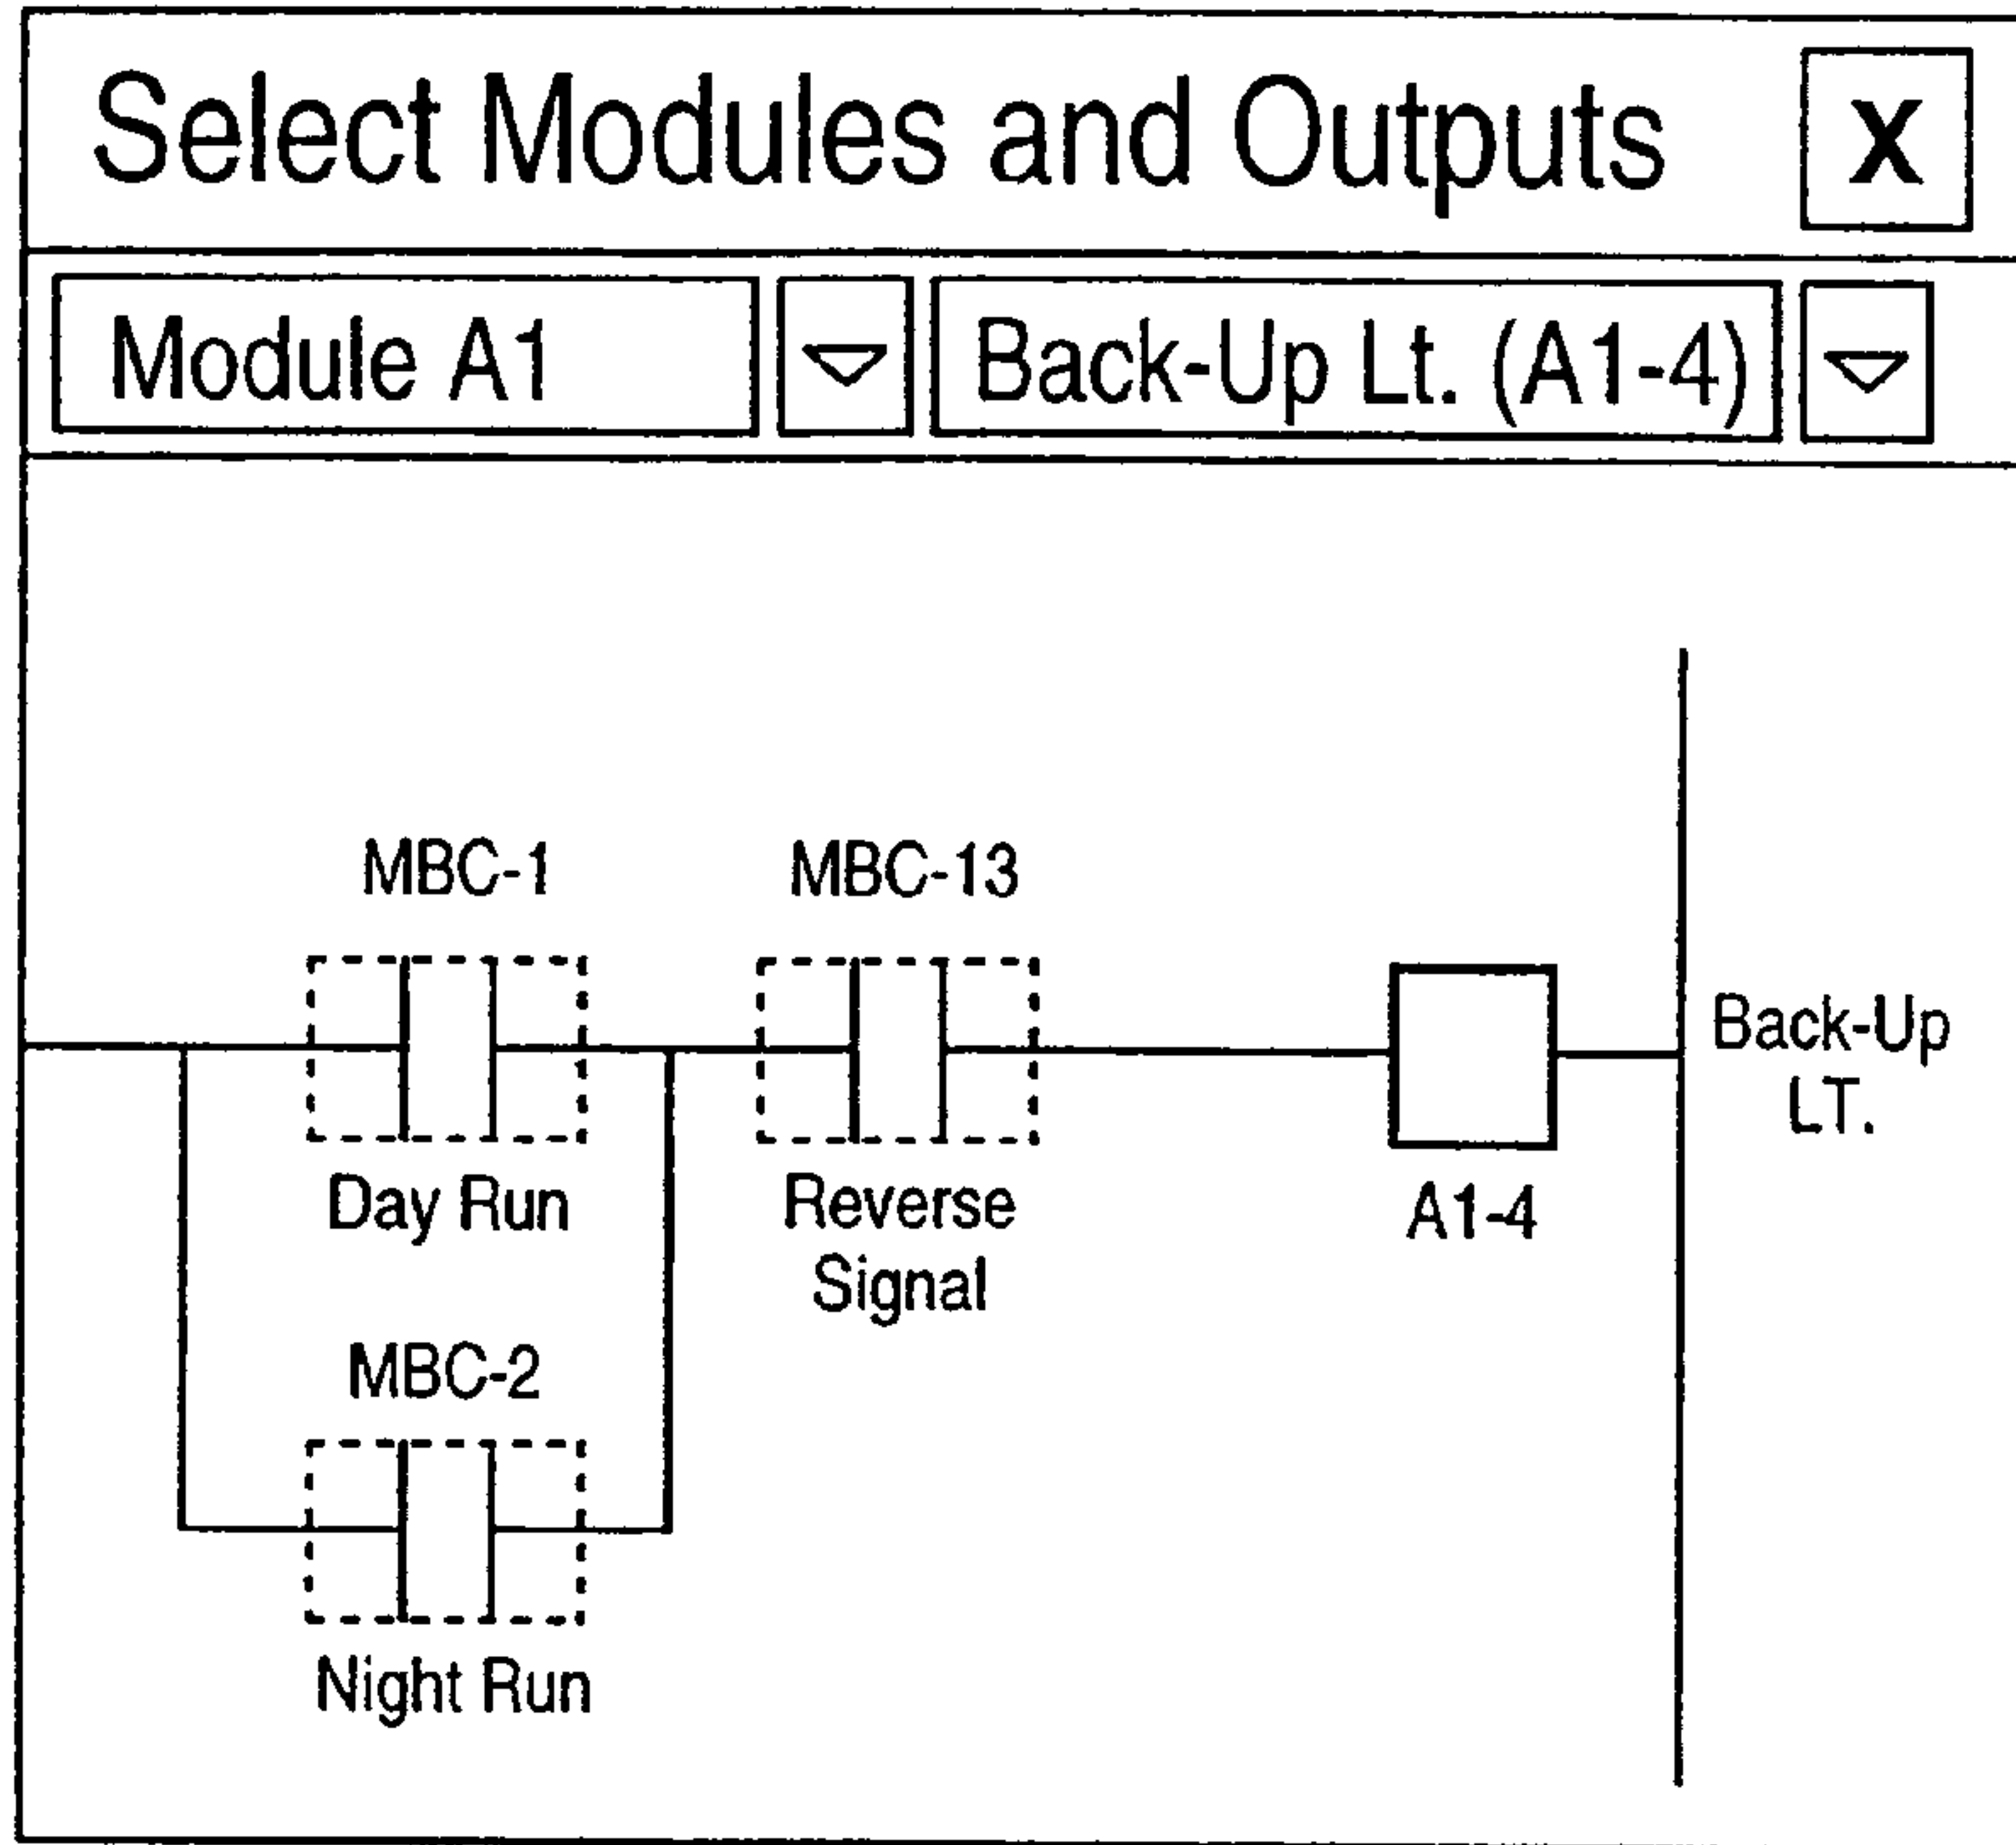 Select Modules and Outputs X
Module A1 Back-Up Lt. (A1-4)
MBC-1 MBC-13
Day Run
Reverse
Signal
A1-4
Back-Up
LT.
MBC-2
Night Run